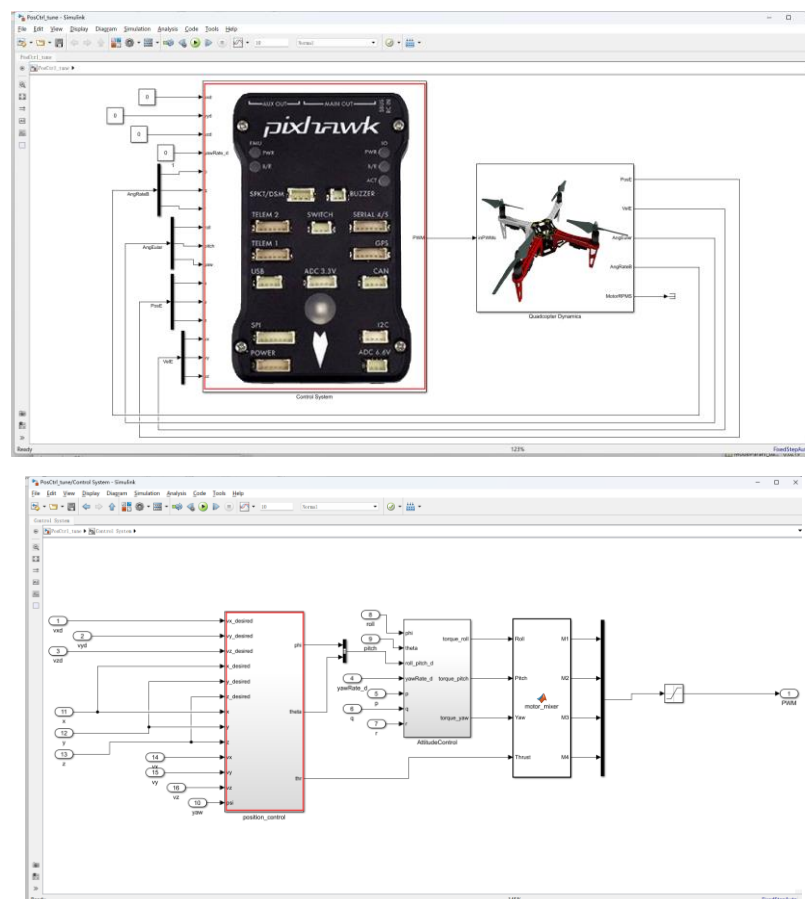 PosCtrl_tune - Simulink
File Edit View Display Diagram Simulation Analysis Code Tools Help
10 Normal
PosCtrl_tune
PosCtrl_tune
0
0
0
0
yawRate_d
AngRateB
AngEuler
pitch
PosE
VelE
AUX OUT MAIN OUT
pixhawk
FMU IO
PWR PWR
B/E B/E
ACT
SPKT/DSM BUZZER
TELEM 2 SWITCH SERIAL 4/5
TELEM 1 GPS
USB ADC 3.3V CAN
SPI I2C
POWER ADC 6.6V
PWM
Control System
inPWMs
PosE
VelE
AngEuler
AngRateB
MotorRPMS
Quadcopter Dynamics
Ready 125%
PosCtrl_tune/Control System - Simulink
File Edit View Display Diagram Simulation Analysis Code Tools Help
10 Normal
Control System
PosCtrl_tune Control System
1
vxd
2
vyd
3
vzd
11
x
12
y
13
z
14
15
vy
16
vz
10
yaw
vx_desired
vy_desired
vz_desired
x_desired
y_desired
z_desired
x
y
z
vx
vy
vz
psi
phi
theta
thr
position_control
8
roll
9
pitch
4
yawRate_d
5
p
6
q
7
r
phi
theta
roll_pitch_d
yawRate_d
p
q
r
torque_roll
torque_pitch
torque_yaw
AttitudeControl
Roll
Pitch
Yaw
Thrust
motor_mixer
M1
M2
M3
M4
1
PWM
Ready